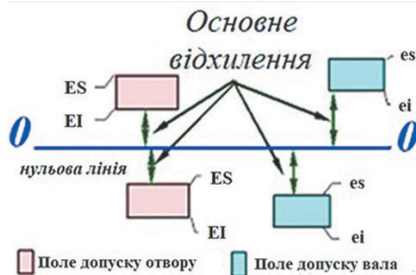 Основне
відхилення
ES
EI
es
ei
0
0
нульова лінія
ES
EI
es
ei
Поле допуску отвору
Поле допуску вала